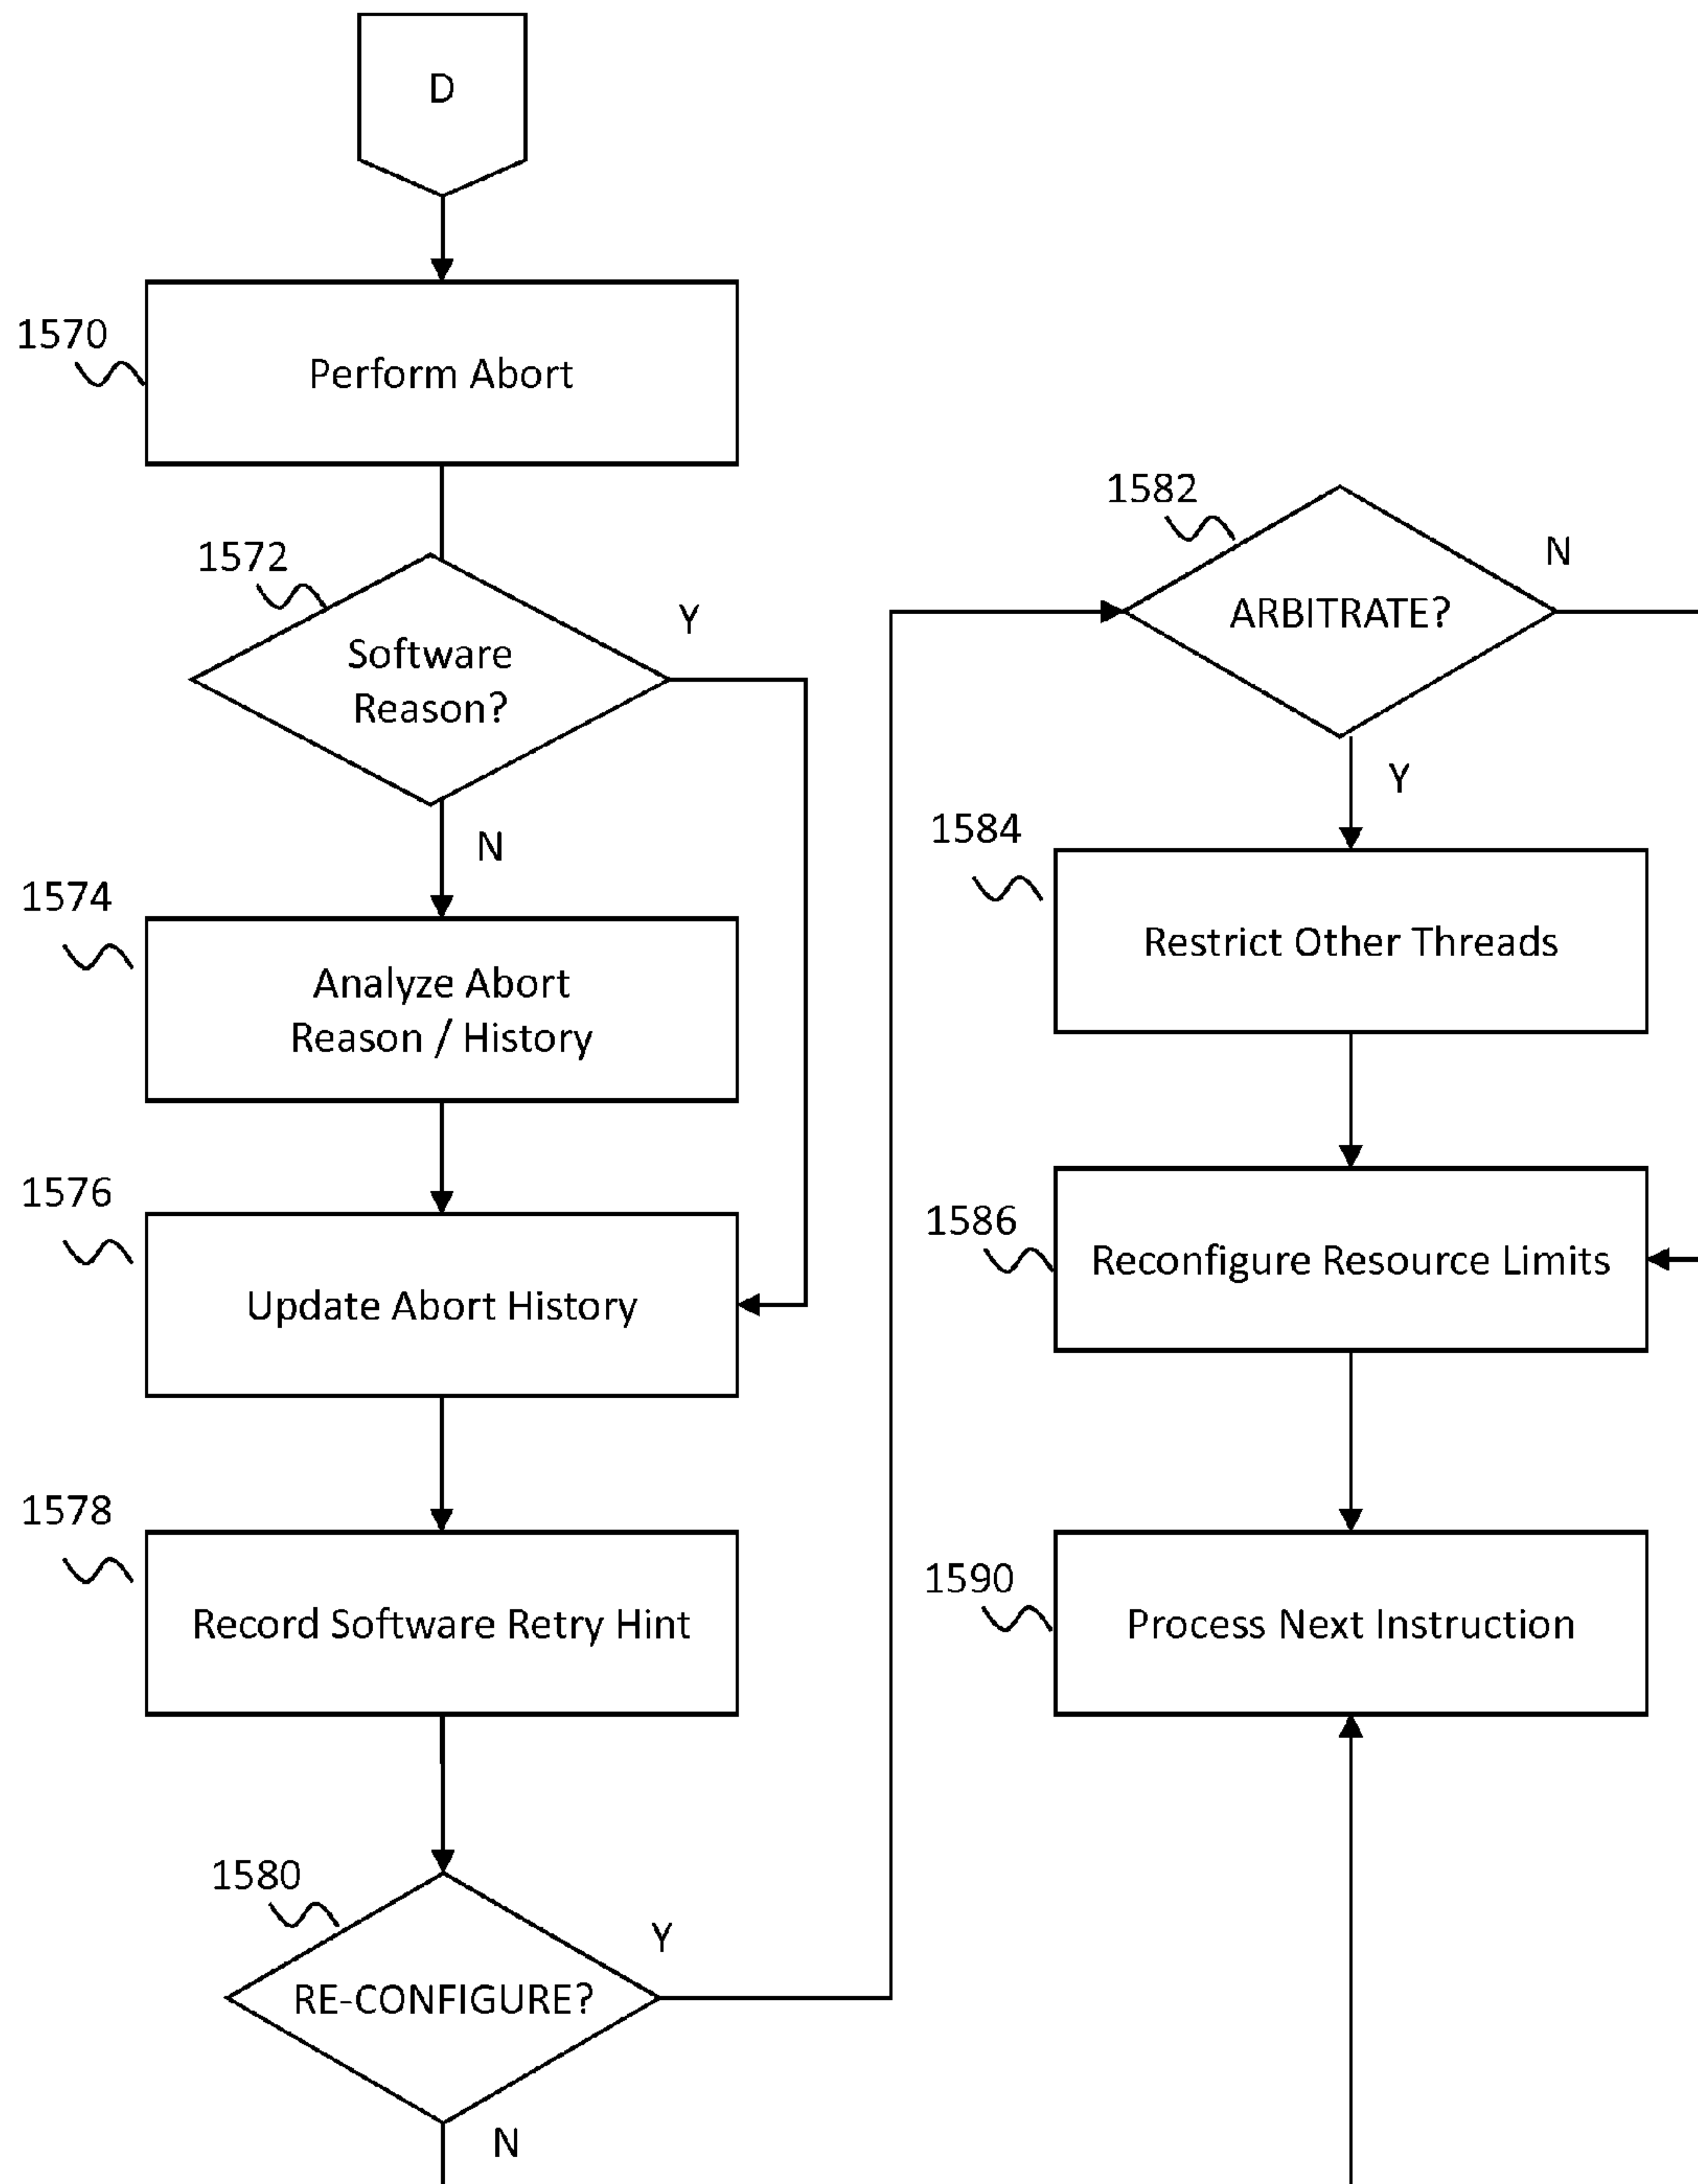 D
1570
Perform Abort
1572
Software
Reason?
Y
N
1574
Analyze Abort
Reason / History
1576
Update Abort History
1578
Record Software Retry Hint
1580
RE-CONFIGURE?
Y
N
1582
ARBITRATE?
N
Y
1584
Restrict Other Threads
1586
Reconfigure Resource Limits
1590
Process Next Instruction